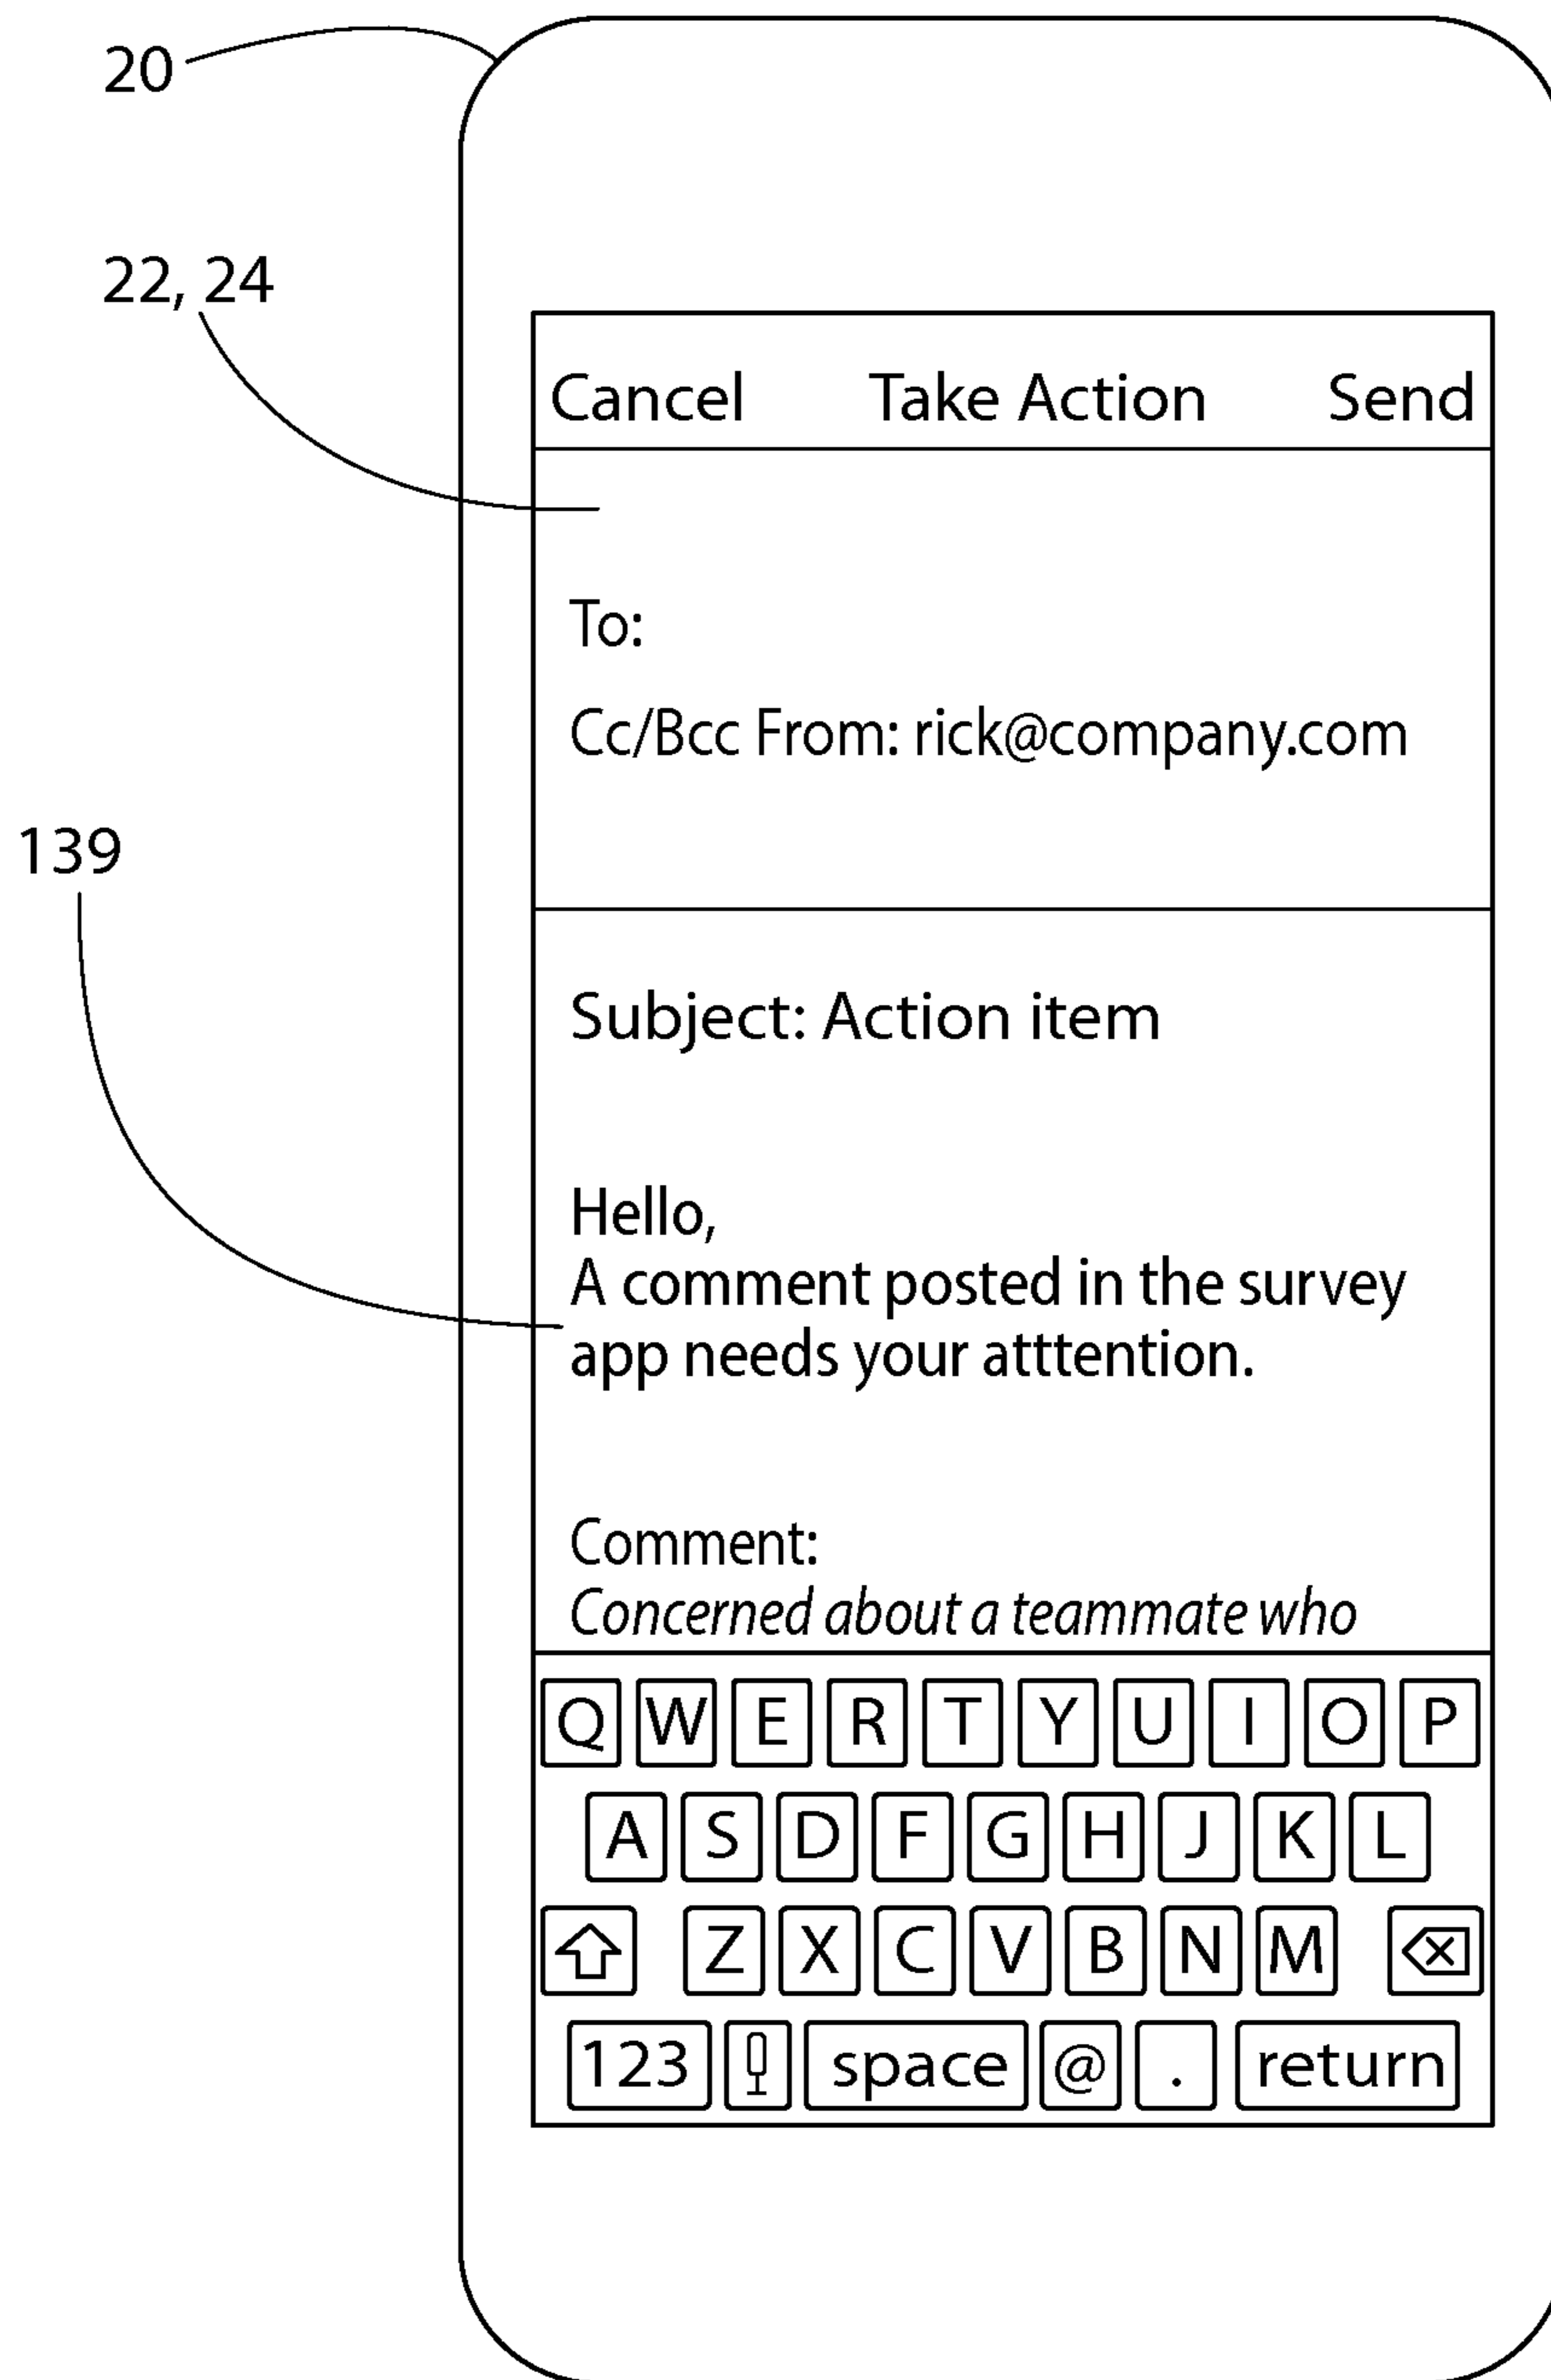 20
22, 24
Cancel Take Action Send
To:
Cc/Bcc From: rick@company.com
139
Subject: Action item
Hello,
A comment posted in the survey
app needs your atttention.
Comment:
Concerned about a teammate who
Q W E R T Y U I O P
A S D F G H J K L
Z X C V B N M
123 space @ . return